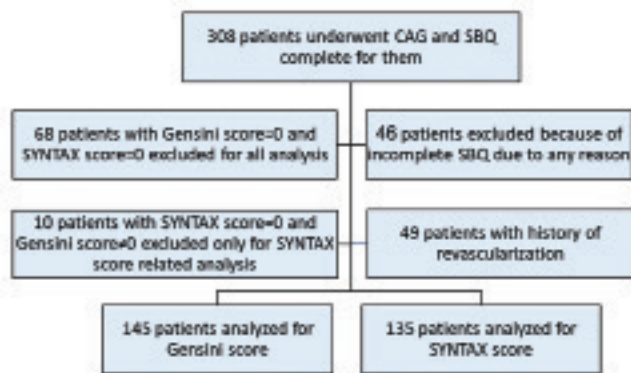 308 patients underwent CAG and SBQ
complete for them
68 patients with Gensini score=0 and
SYNTAX score=0 excluded for all analysis
46 patients excluded because of
incomplete SBQ due to any reason
10 patients with SYNTAX score=0 and
Gensini score≠0 excluded only for SYNTAX
score related analysis
49 patients with history of
revascularization
145 patients analyzed for
Gensini score
135 patients analyzed for
SYNTAX score